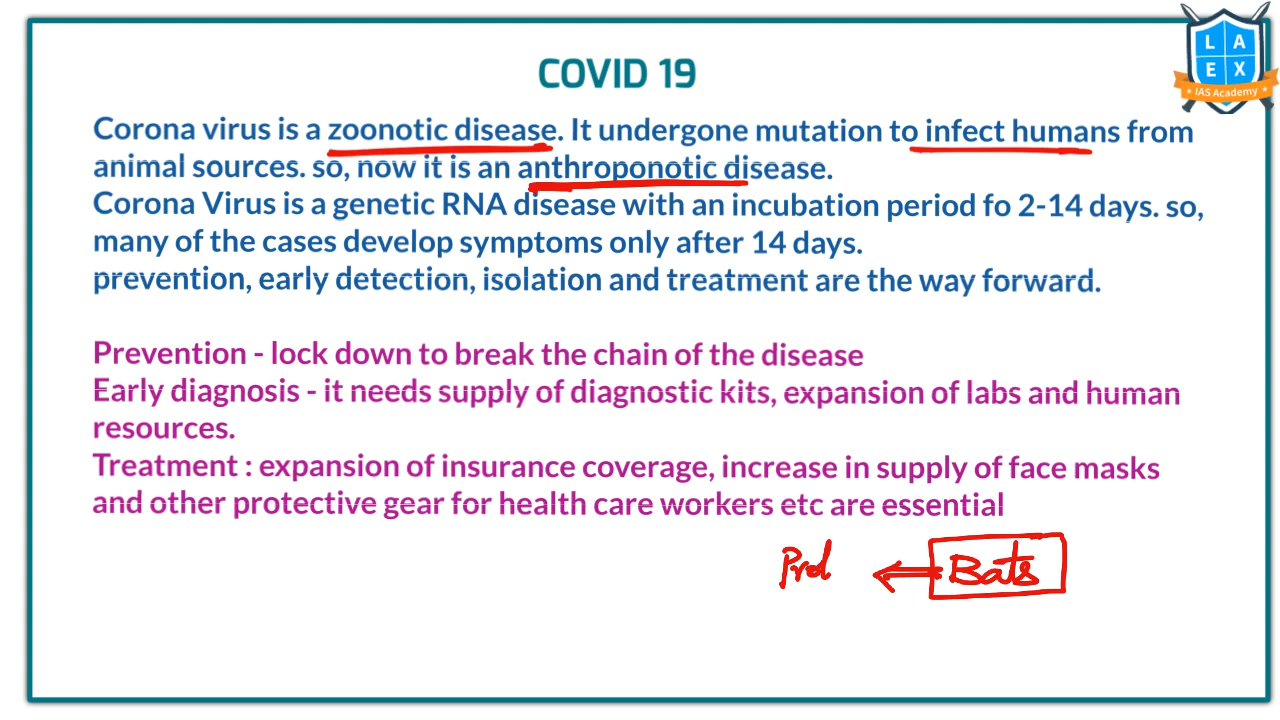 L A
E X
IAS Academy
COVID 19
Corona virus is a zoonotic disease. It undergone mutation to infect humans from
animal sources. so, now it is an anthroponotic disease.
Corona Virus is a genetic RNA disease with an incubation period fo 2-14 days. so,
many of the cases develop symptoms only after 14 days.
prevention, early detection, isolation and treatment are the way forward.
Prevention - lock down to break the chain of the disease
Early diagnosis - it needs supply of diagnostic kits, expansion of labs and human
resources.
Treatment : expansion of insurance coverage, increase in supply of face masks
and other protective gear for health care workers etc are essential
Bats